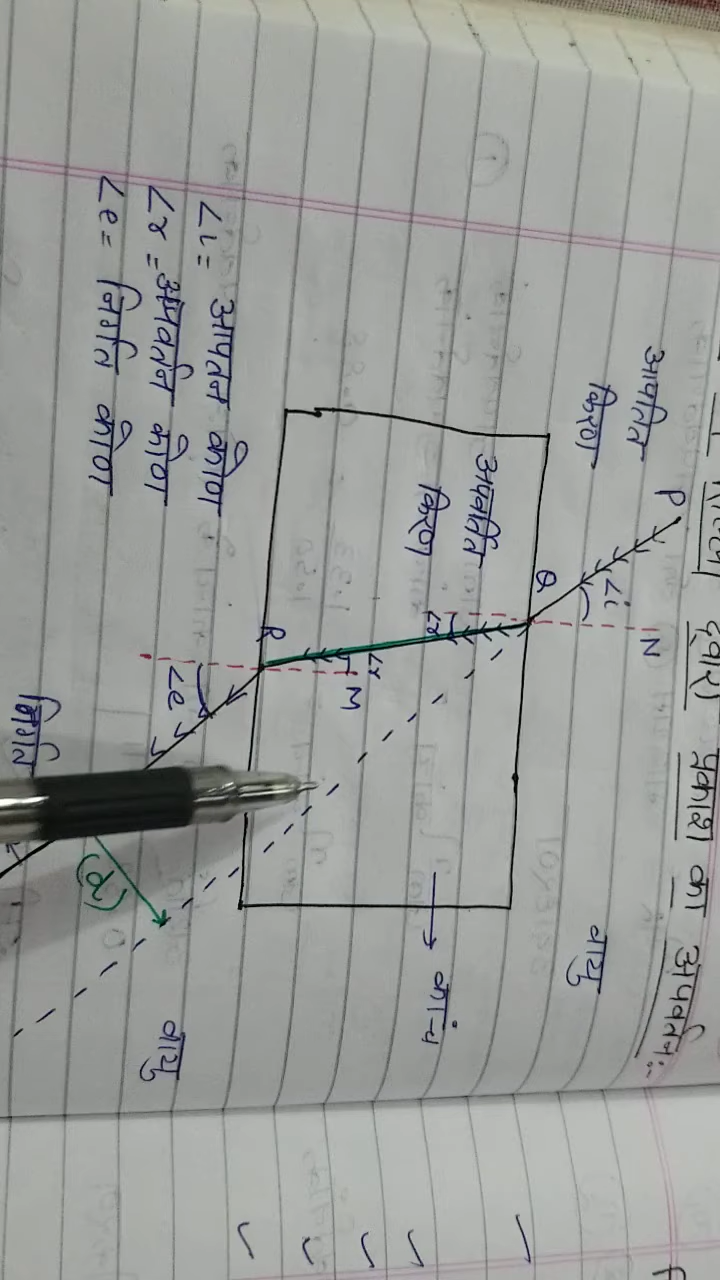 द्वारा प्रकाश का अपवर्तन:-
P
आपतित
किरण
∠i
N
वायु
Q
अपवर्तित
किरण
∠r
∠r
M
कांच
R
∠e
∠i = आपतन कोण
∠r = अपवर्तन कोण
∠e = निर्गत कोण
(d)
वायु
निर्गत